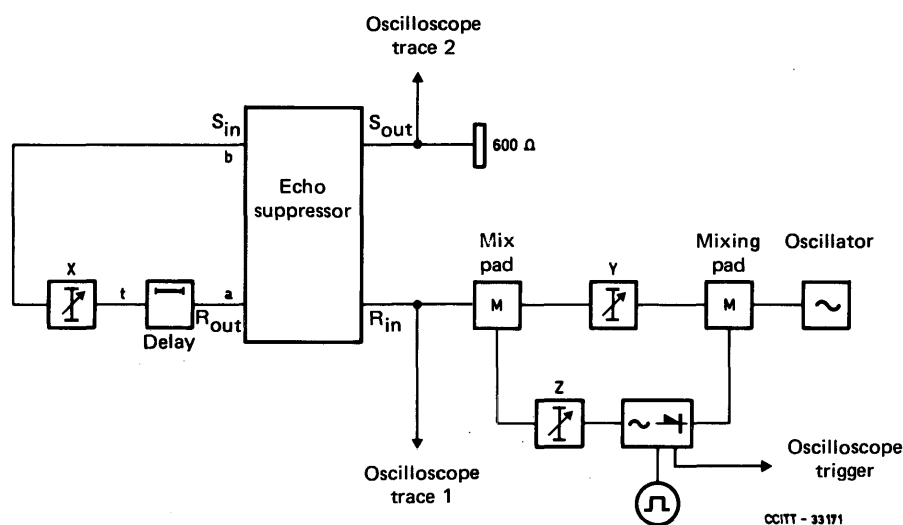 Oscilloscope
trace 2
S_in
b
S_out
600 Ω
Echo
suppressor
Mix
pad
Mixing
pad
Oscillator
X
t
a
Y
M
M
R_out
Delay
R_in
Z
Oscilloscope
trace 1
Oscilloscope
trigger
CCITT - 33171